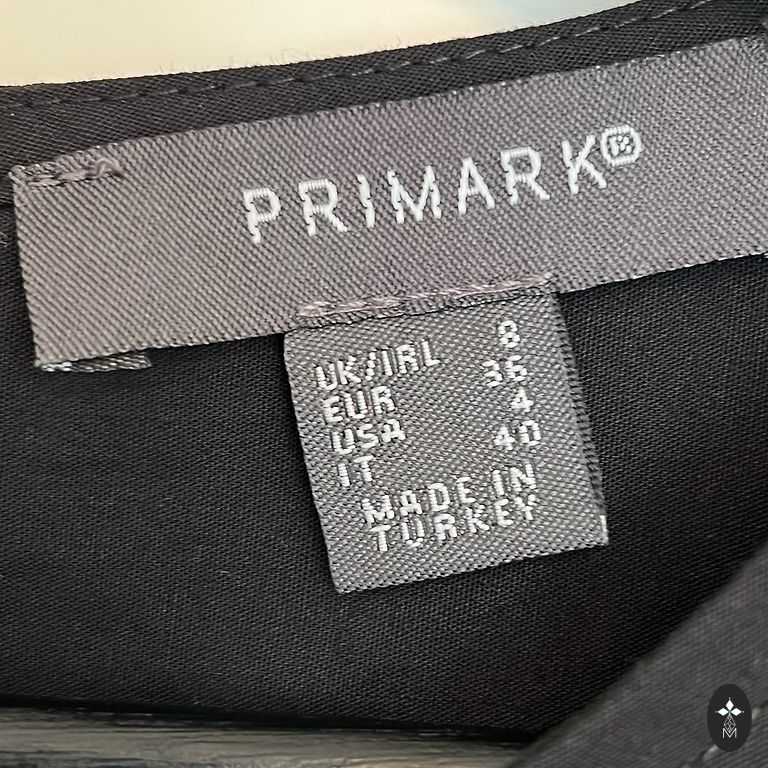 PRIMARK®
UK/IRL 8
EUR 36
USA 4
IT 40
MADE IN
TURKEY
M